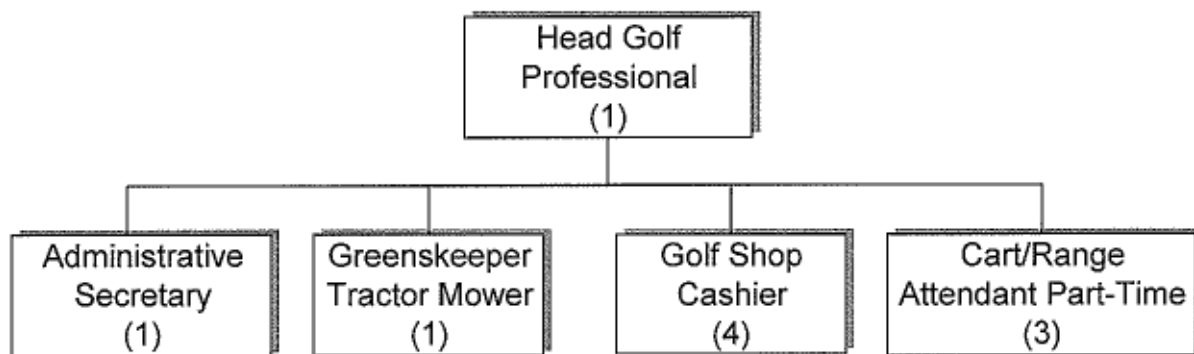 Head Golf
Professional
(1)
Administrative
Secretary
(1)
Greenskeeper
Tractor Mower
(1)
Golf Shop
Cashier
(4)
Cart/Range
Attendant Part-Time
(3)